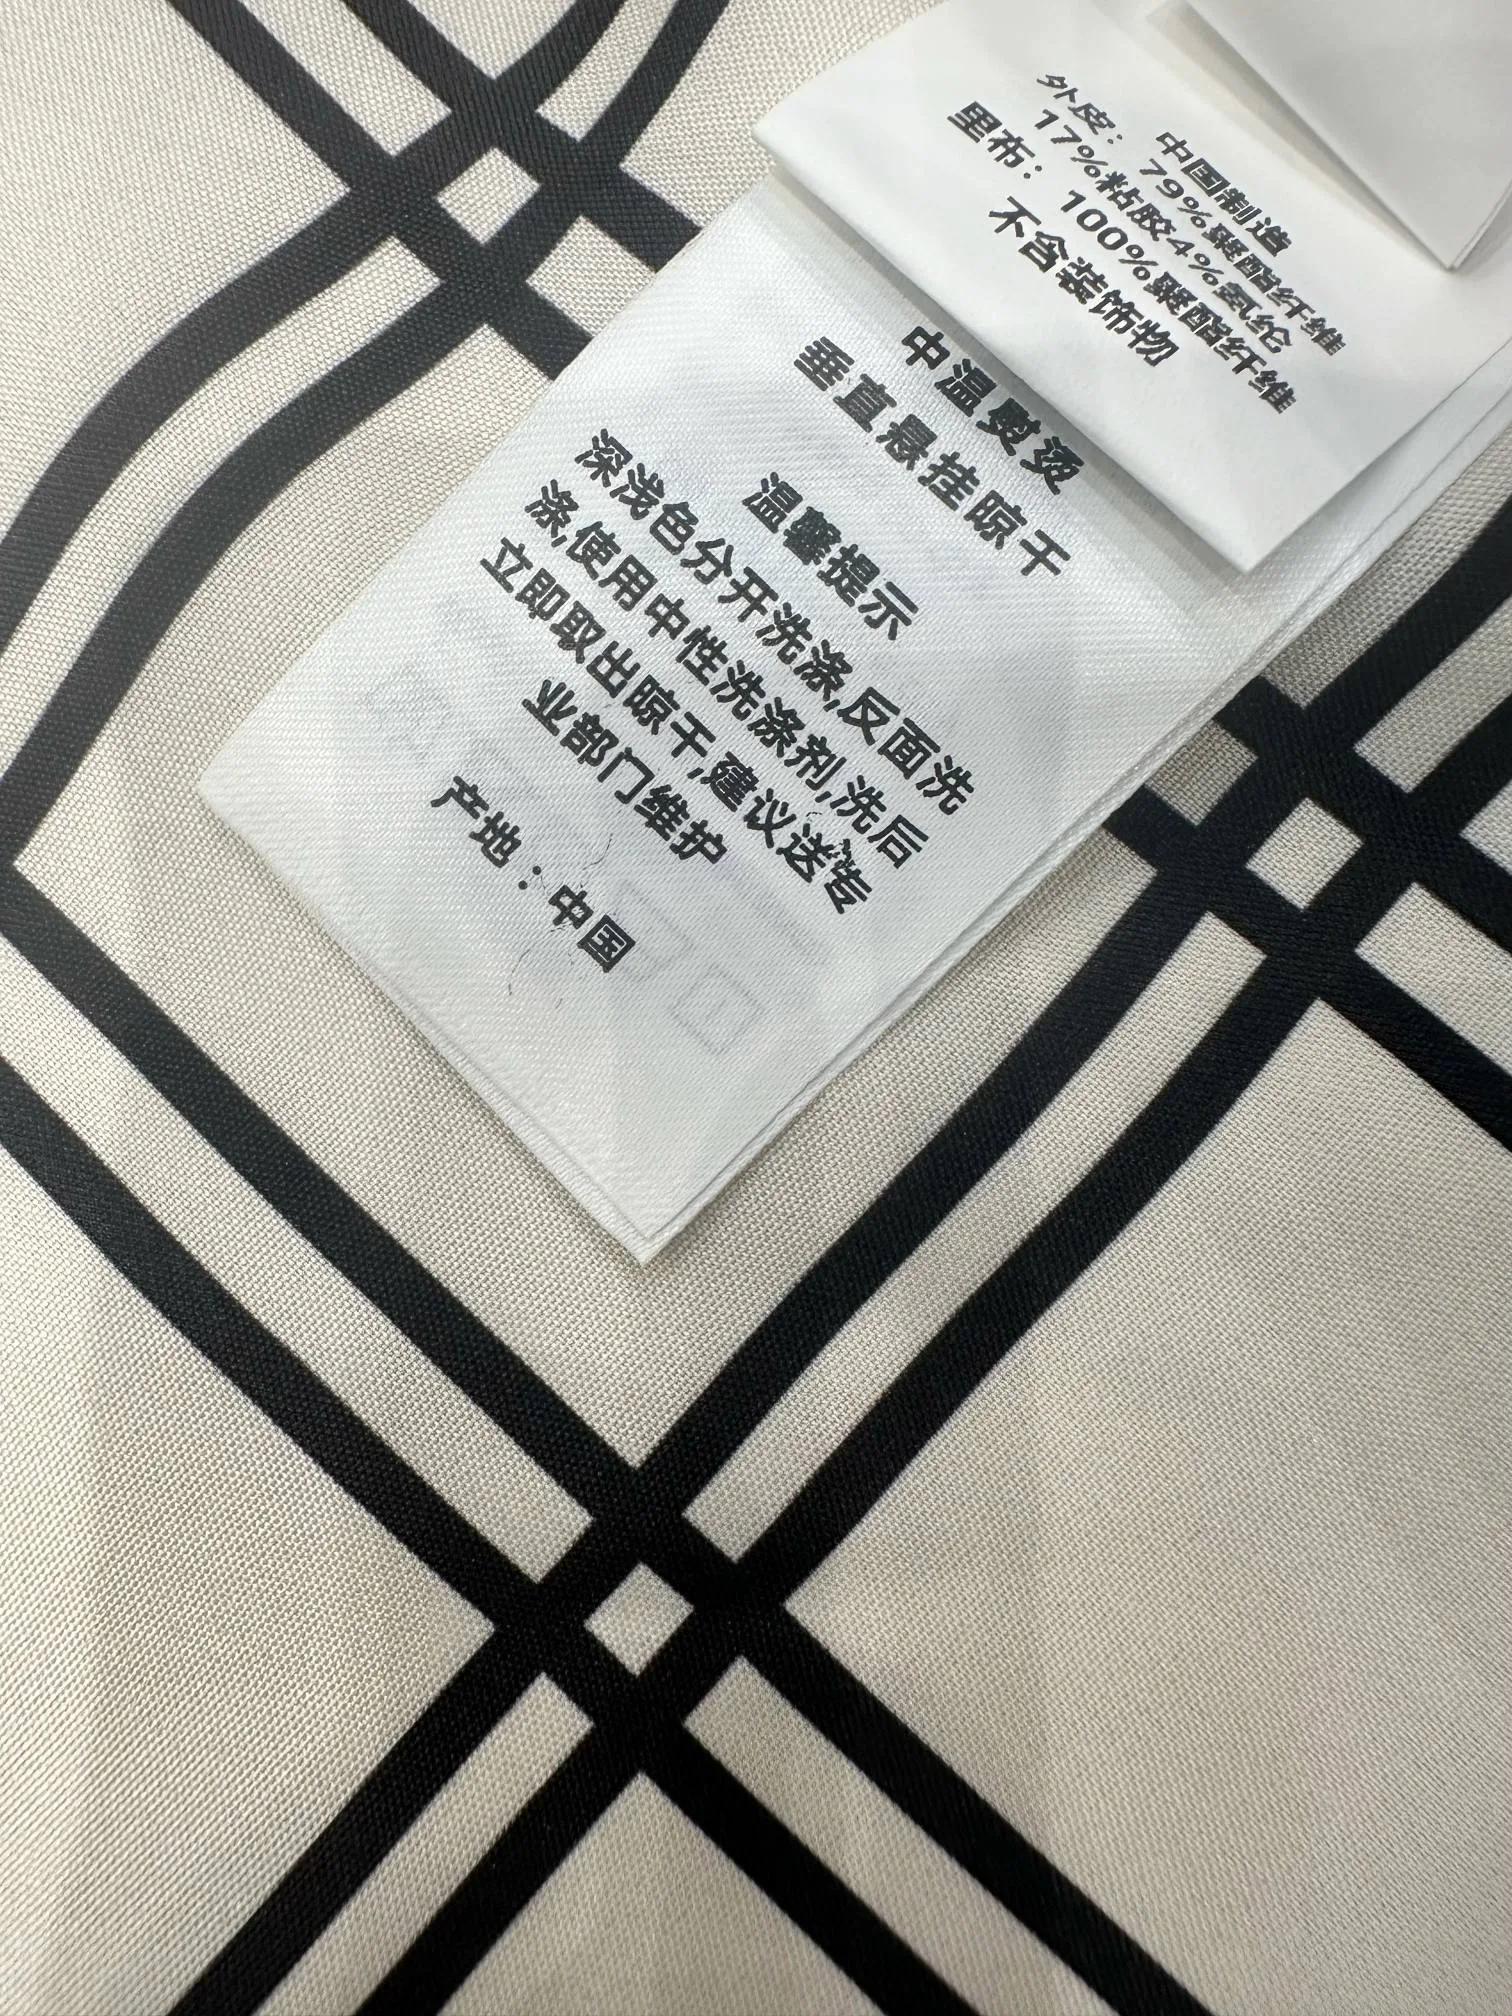 中国制造
外皮： 79%聚酯纤维
17%粘胶4%氨纶
里布： 100%聚酯纤维
不含装饰物
中温熨烫
垂直悬挂晾干
温馨提示
深浅色分开洗涤,反面洗
涤,使用中性洗涤剂,洗后
立即取出晾干,建议送专
业部门维护
产地：中国